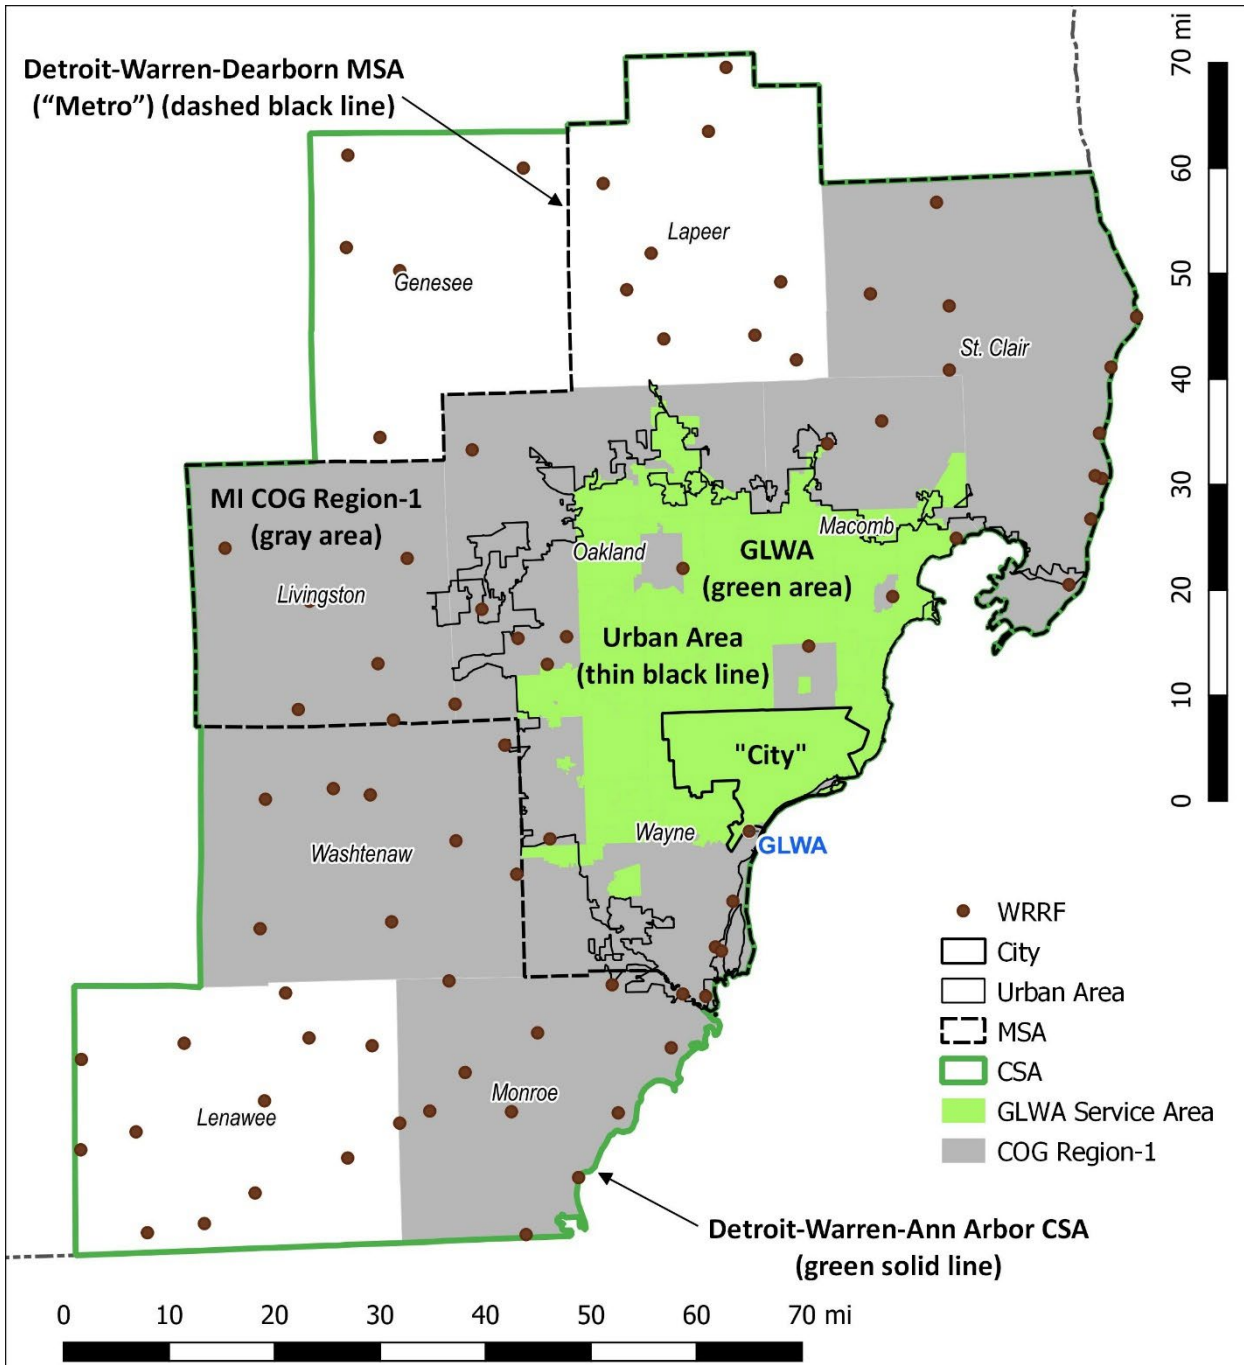 Detroit-Warren-Dearborn MSA
("Metro") (dashed black line)
70 mi
60
50
40
30
20
10
0
Lapeer
Genesee
St. Clair
MI COG Region-1
(gray area)
Macomb
Oakland
GLWA
(green area)
Livingston
Urban Area
(thin black line)
"City"
Wayne
GLWA
Washtenaw
WRRF
City
Urban Area
MSA
CSA
GLWA Service Area
COG Region-1
Monroe
Lenawee
Detroit-Warren-Ann Arbor CSA
(green solid line)
0 10 20 30 40 50 60 70 mi